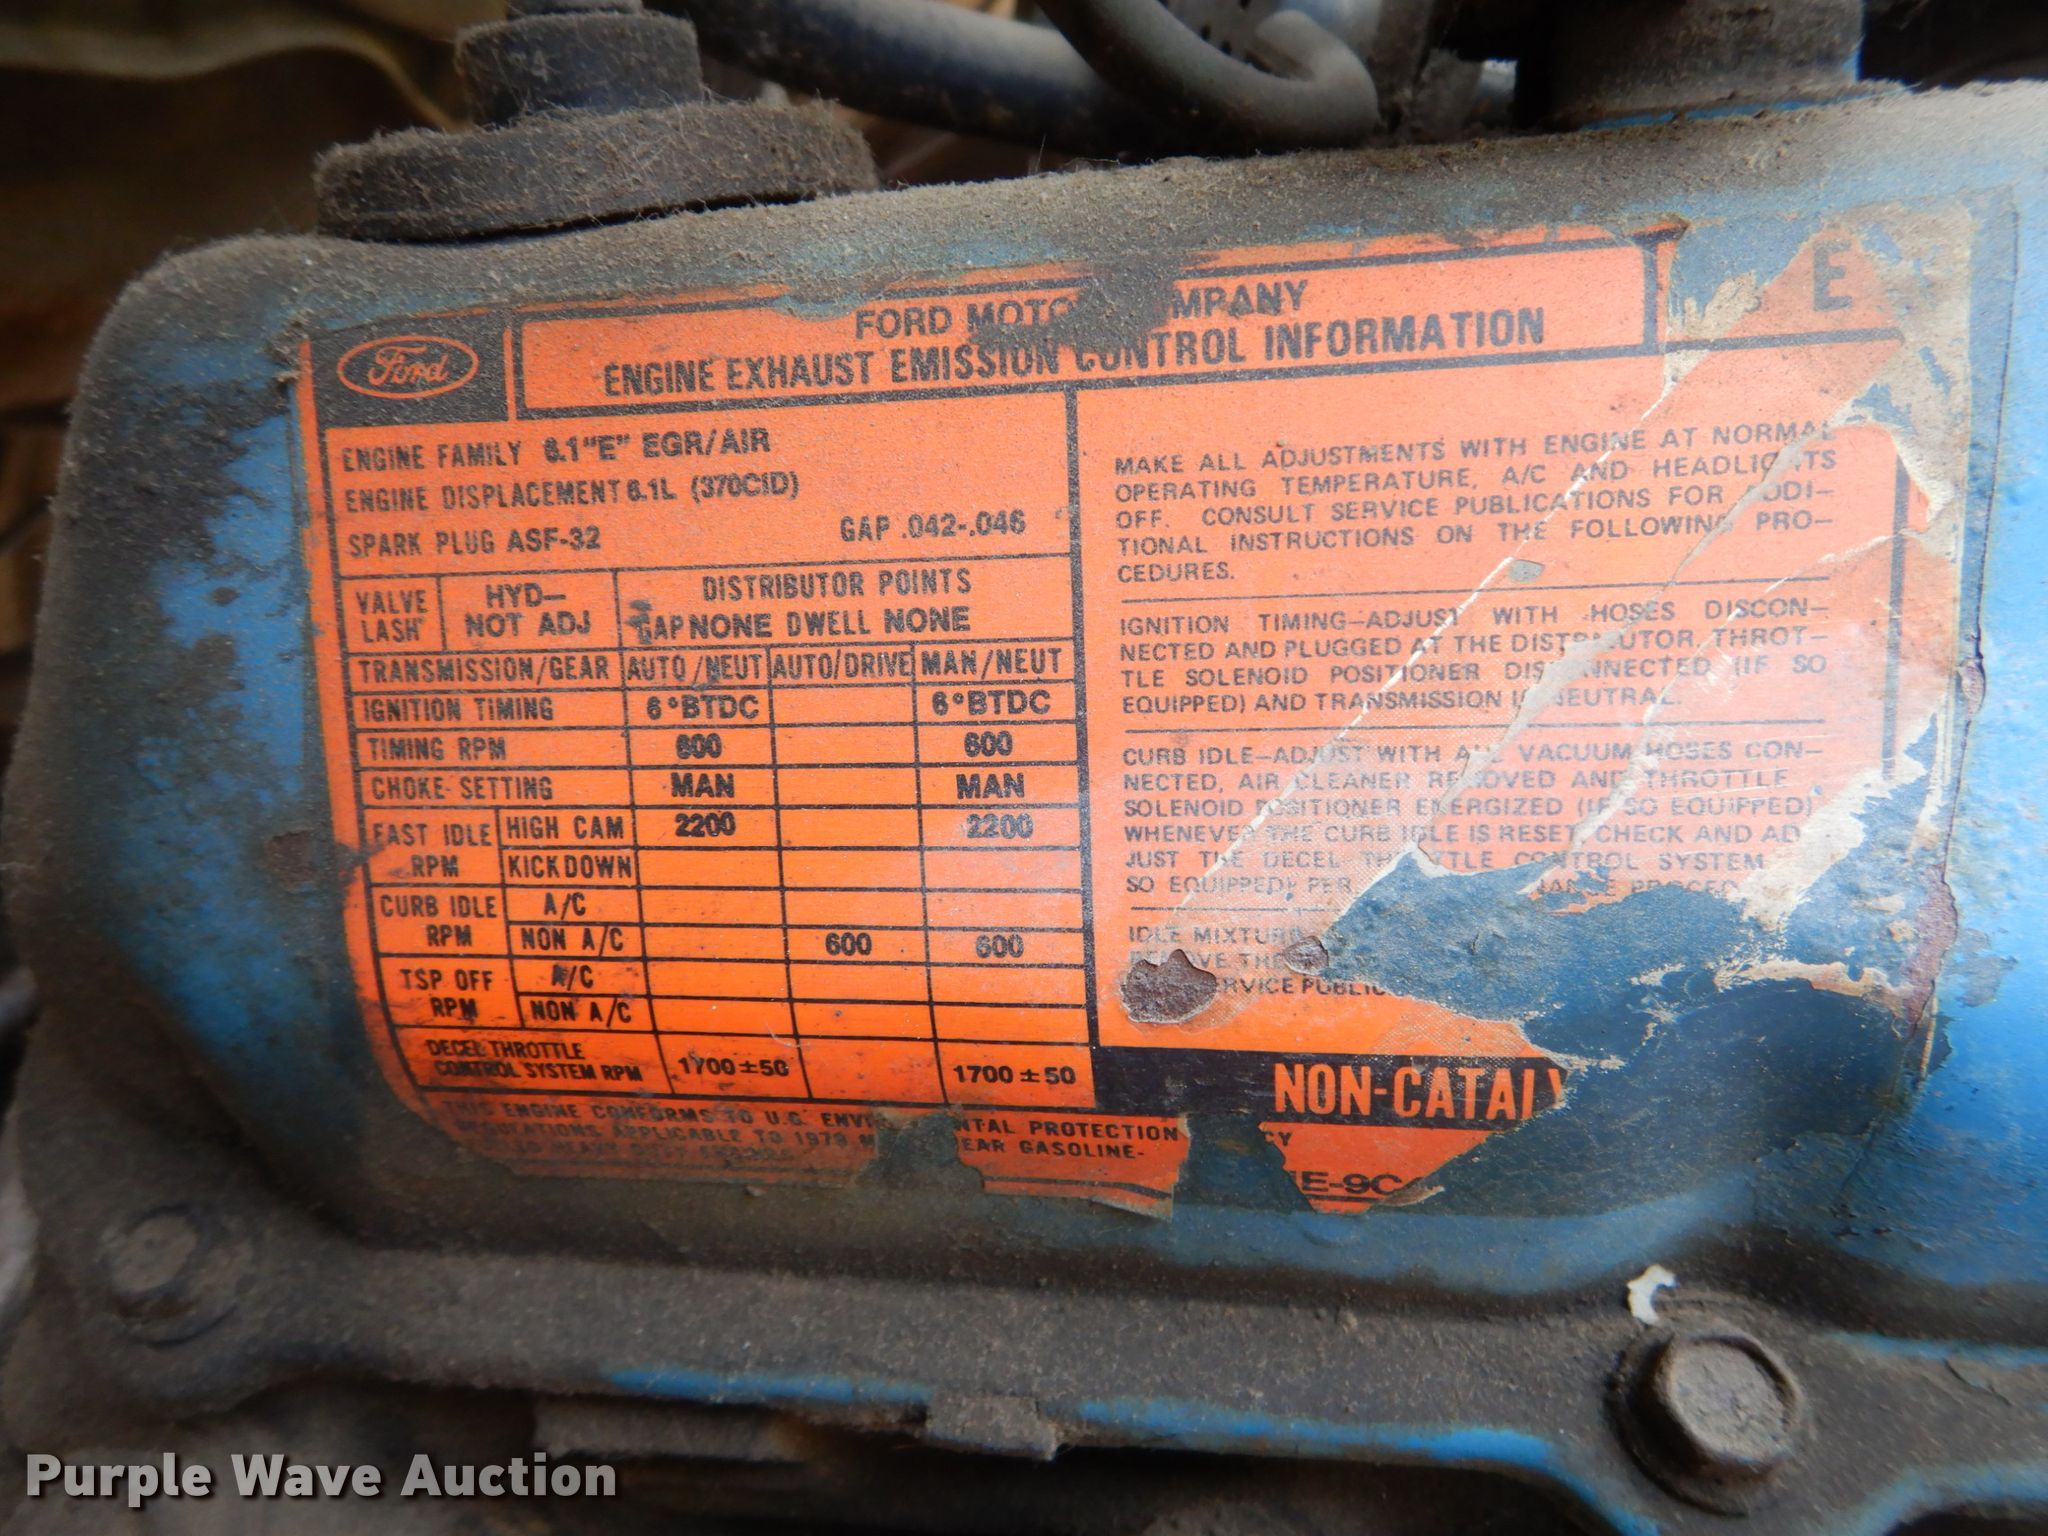 Ford
FORD MOTO MPANY
ENGINE EXHAUST EMISSION CONTROL INFORMATION
E
ENGINE FAMILY 6.1"E" EGR/AIR
ENGINE DISPLACEMENT 6.1L (370CID)
SPARK PLUG ASF-32 GAP .042-.046
VALVE LASH HYD- NOT ADJ
DISTRIBUTOR POINTS
GAP NONE DWELL NONE
TRANSMISSION/GEAR AUTO/NEUT AUTO/DRIVE MAN/NEUT
IGNITION TIMING 6°BTDC 6°BTDC
TIMING RPM 600 600
CHOKE SETTING MAN MAN
FAST IDLE RPM HIGH CAM 2200 2200
KICKDOWN
CURB IDLE RPM A/C
NON A/C 600 600
TSP OFF RPM A/C
NON A/C
DECEL THROTTLE
CONTROL SYSTEM RPM 1700±50 1700±50
MAKE ALL ADJUSTMENTS WITH ENGINE AT NORMAL
OPERATING TEMPERATURE, A/C AND HEADLIGHTS
OFF. CONSULT SERVICE PUBLICATIONS FOR ODI-
TIONAL INSTRUCTIONS ON THE FOLLOWING PRO-
CEDURES.
IGNITION TIMING-ADJUST WITH HOSES DISCON-
NECTED AND PLUGGED AT THE DISTRIBUTOR, THROT-
TLE SOLENOID POSITIONER DISCONNECTED (IF SO
EQUIPPED) AND TRANSMISSION IN NEUTRAL.
CURB IDLE-ADJUST WITH ALL VACUUM HOSES CON-
NECTED, AIR CLEANER REMOVED AND THROTTLE
SOLENOID POSITIONER ENERGIZED (IF SO EQUIPPED).
WHENEVER THE CURB IDLE IS RESET, CHECK AND AD
JUST THE DECEL THROTTLE CONTROL SYSTEM
SO EQUIPPED) PER
IDLE MIXTUR
REMOVE THE
ERVICE PUBLIC
NON-CATAL
THIS ENGINE CONFORMS TO U.S. ENVI NTAL PROTECTION
REGULATIONS APPLICABLE TO 1979 M EAR GASOLINE-
CY
E-9C
Purple Wave Auction